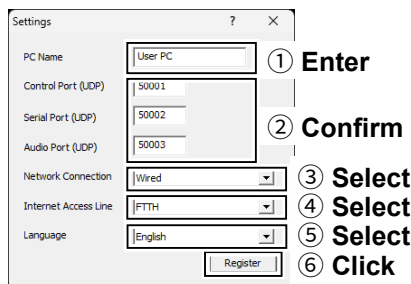 Settings ? ×
PC Name User PC ① Enter
Control Port (UDP) 50001
Serial Port (UDP) 50002 ② Confirm
Audio Port (UDP) 50003
Network Connection Wired ③ Select
Internet Access Line FTTH ④ Select
Language English ⑤ Select
Register ⑥ Click